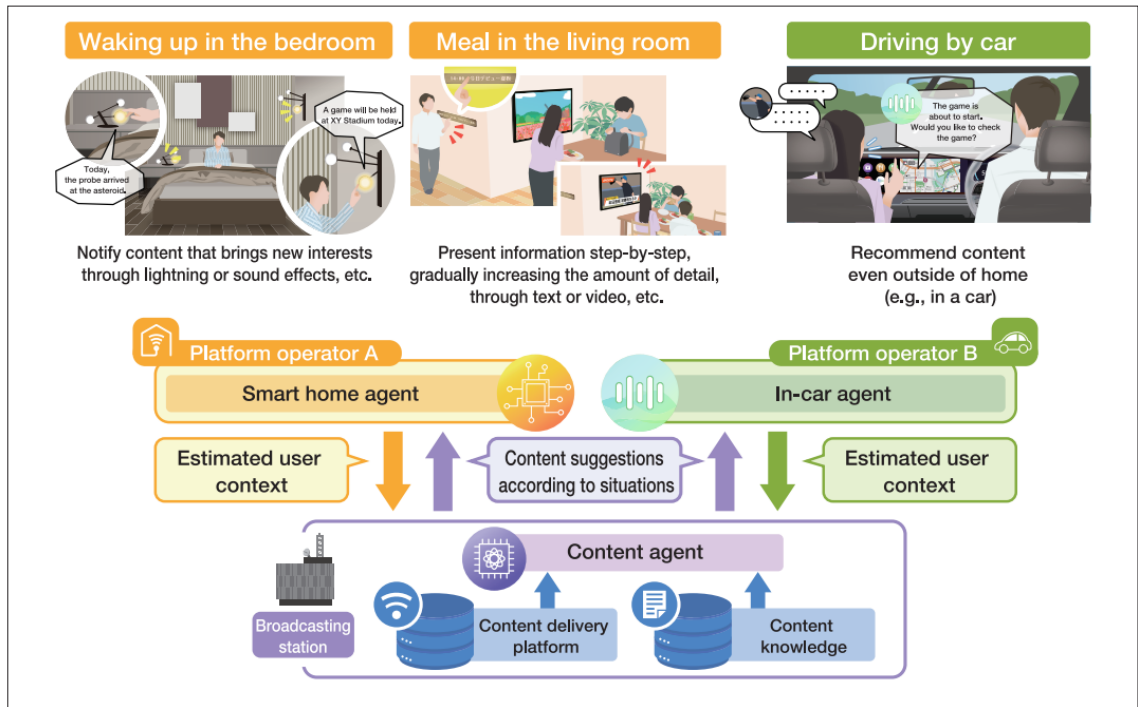 Waking up in the bedroom
Meal in the living room
Driving by car
Today,
the probe arrived
at the asteroid.
A game will be held
at XY Stadium today.
The game is
about to start.
Would you like to check
the game?
Notify content that brings new interests
through lightning or sound effects, etc.
Present information step-by-step,
gradually increasing the amount of detail,
through text or video, etc.
Recommend content
even outside of home
(e.g., in a car)
Platform operator A
Smart home agent
Platform operator B
In-car agent
Estimated user
context
Content suggestions
according to situations
Estimated user
context
Content agent
Broadcasting
station
Content delivery
platform
Content
knowledge